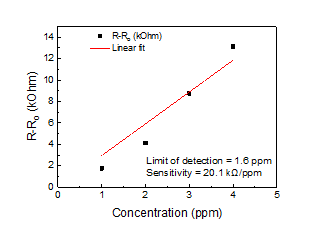 14
12
10
8
6
4
2
0
R-R₀ (kOhm)
R-R₀ (kOhm)
Linear fit
Limit of detection = 1.6 ppm
Sensitivity = 20.1 kΩ/ppm
0 1 2 3 4 5
Concentration (ppm)